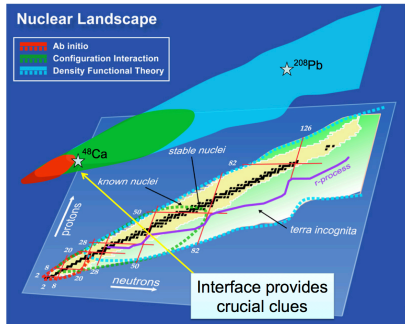 Nuclear Landscape
Ab initio
Configuration Interaction
Density Functional Theory
208Pb
48Ca
126
stable nuclei
82
known nuclei
r-process
50
protons
terra incognita
28
20
82
50
8
28
2
20
2
8
neutrons
Interface provides
crucial clues